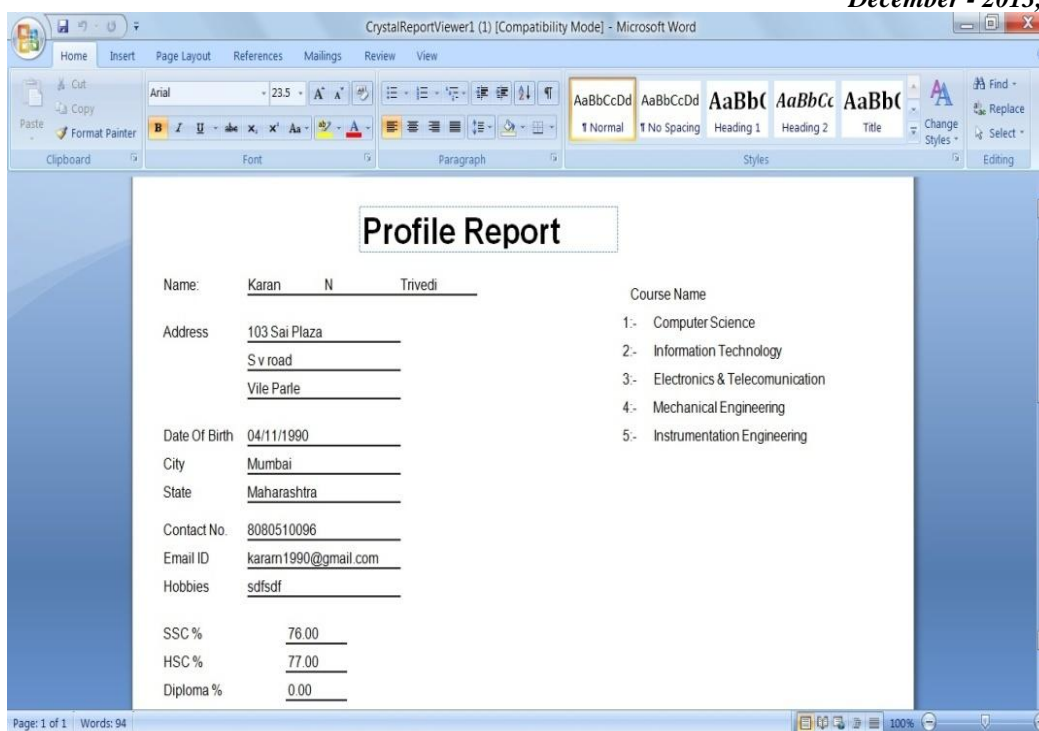 December - 2013,
CrystalReportViewer1 (1) [Compatibility Mode] - Microsoft Word
Home Insert Page Layout References Mailings Review View
Cut
Copy
Paste
Format Painter
Clipboard
Arial 23.5
Font
Paragraph
AaBbCcDd AaBbCcDd AaBb( AaBbCc AaBb(
¶ Normal ¶ No Spacing Heading 1 Heading 2 Title
Change Styles
Styles
Find
Replace
Select
Editing
Profile Report
Name: Karan N Trivedi
Address 103 Sai Plaza
S v road
Vile Parle
Date Of Birth 04/11/1990
City Mumbai
State Maharashtra
Contact No. 8080510096
Email ID kararn1990@gmail.com
Hobbies sdfsdf
SSC % 76.00
HSC % 77.00
Diploma % 0.00
Course Name
1:- Computer Science
2:- Information Technology
3:- Electronics & Telecomunication
4:- Mechanical Engineering
5:- Instrumentation Engineering
Page: 1 of 1 Words: 94
100%